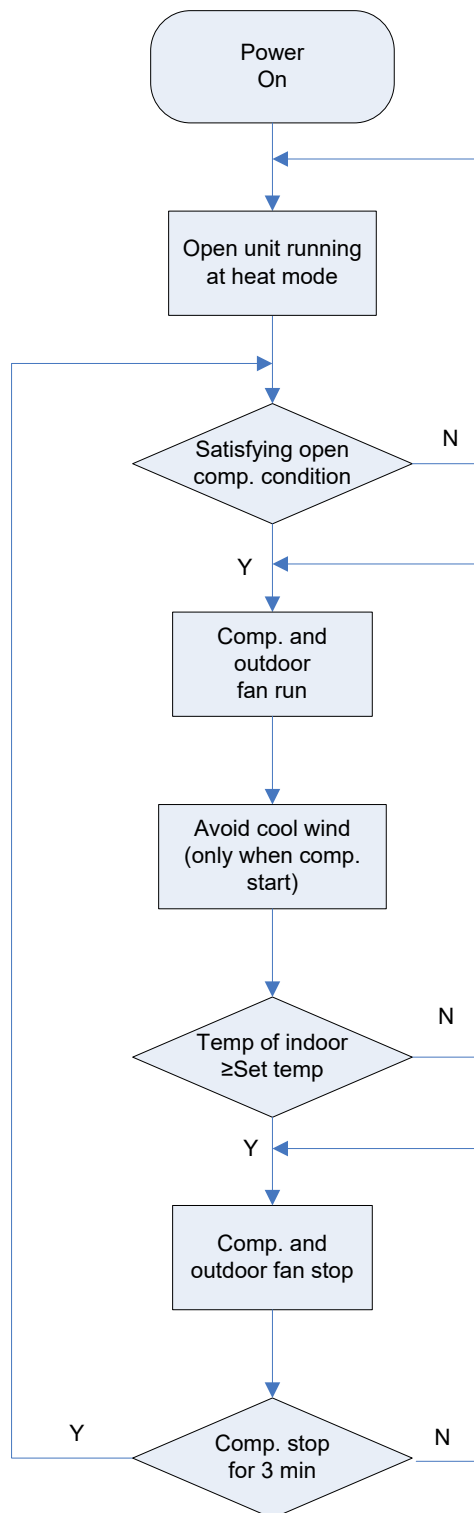 Power
On
Open unit running
at heat mode
Satisfying open
comp. condition
N
Y
Comp. and
outdoor
fan run
Avoid cool wind
(only when comp.
start)
Temp of indoor
≥Set temp
N
Y
Comp. and
outdoor fan stop
Y
Comp. stop
for 3 min
N